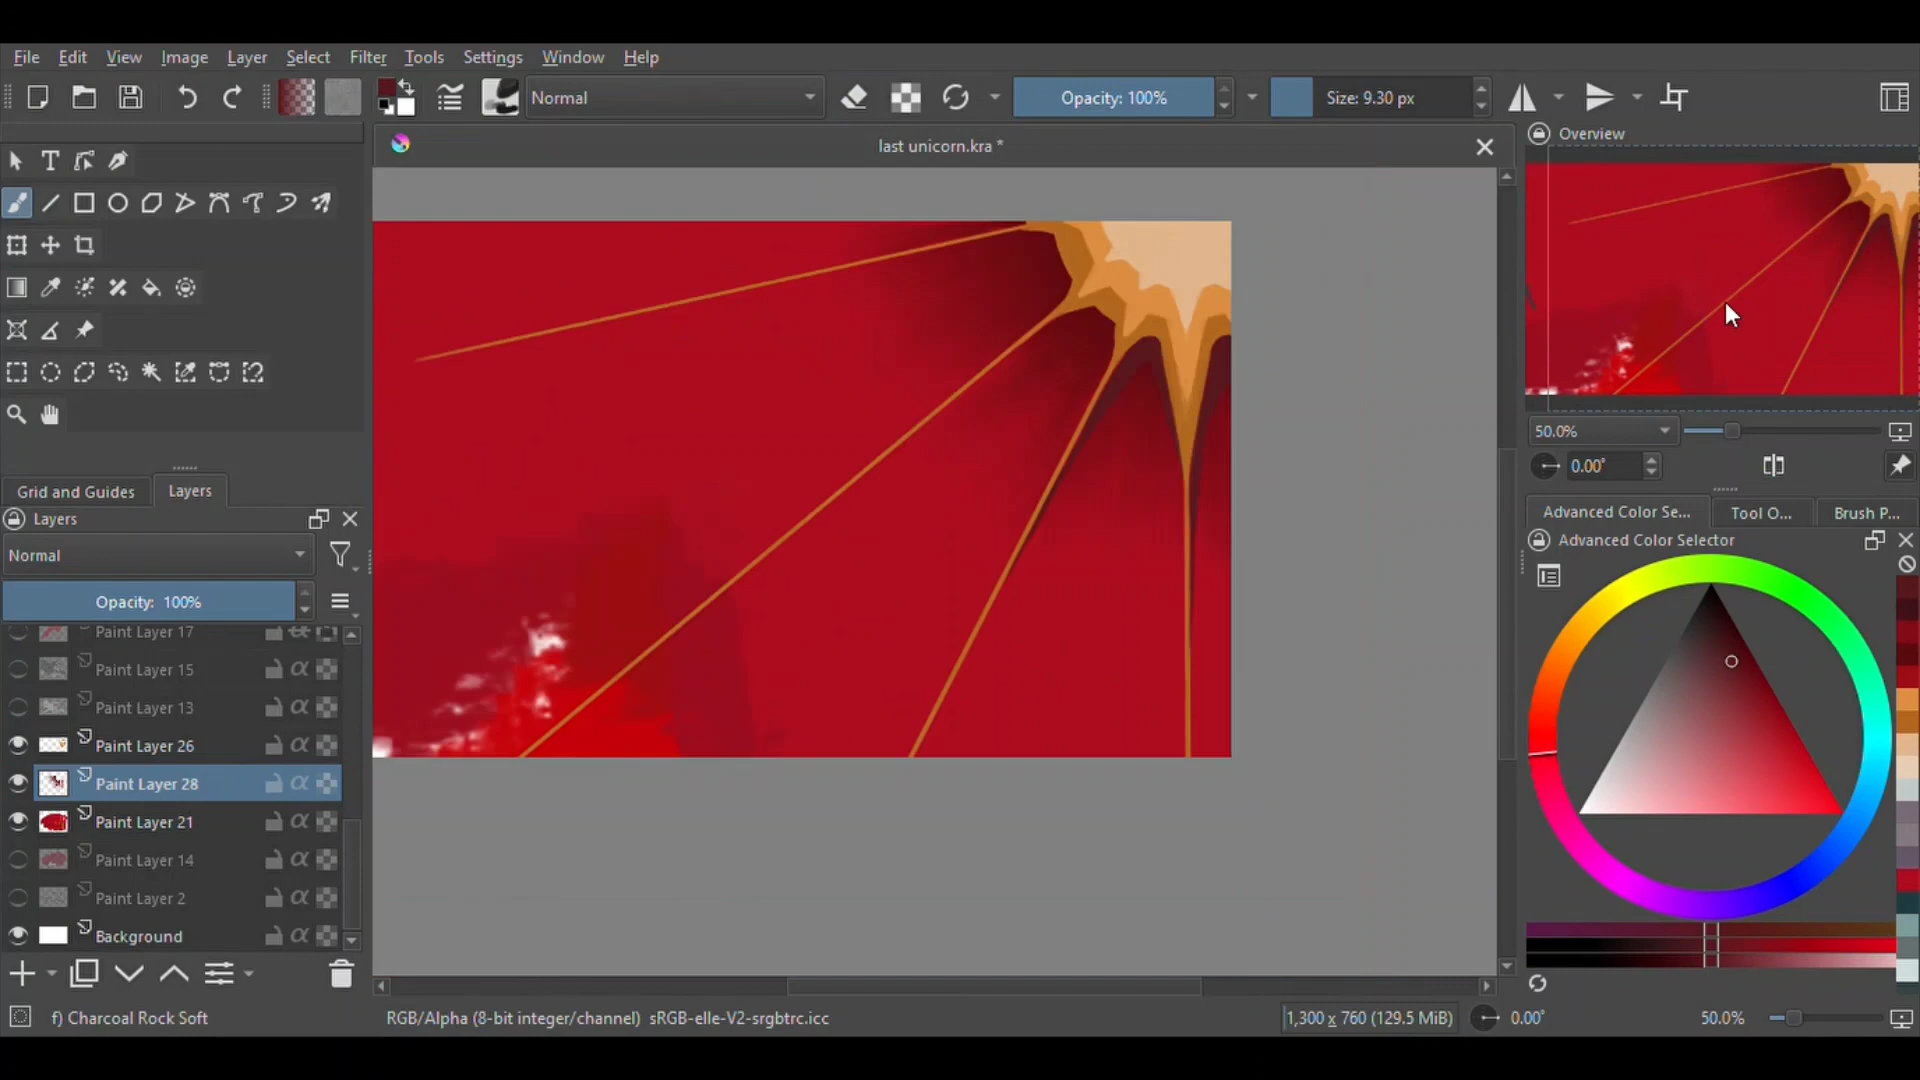 File Edit View Image Layer Select Filter Tools Settings Window Help
Normal
Opacity: 100%
Size: 9.30 px
last unicorn.kra *
Overview
50.0%
0.00°
Grid and Guides
Layers
Layers
Normal
Opacity: 100%
Paint Layer 17
Paint Layer 15
Paint Layer 13
Paint Layer 26
Paint Layer 28
Paint Layer 21
Paint Layer 14
Paint Layer 2
Background
Advanced Color Se...
Tool O...
Brush P...
Advanced Color Selector
f) Charcoal Rock Soft
RGB/Alpha (8-bit integer/channel) sRGB-elle-V2-srgbtrc.icc
1,300 x 760 (129.5 MiB)
0.00°
50.0%